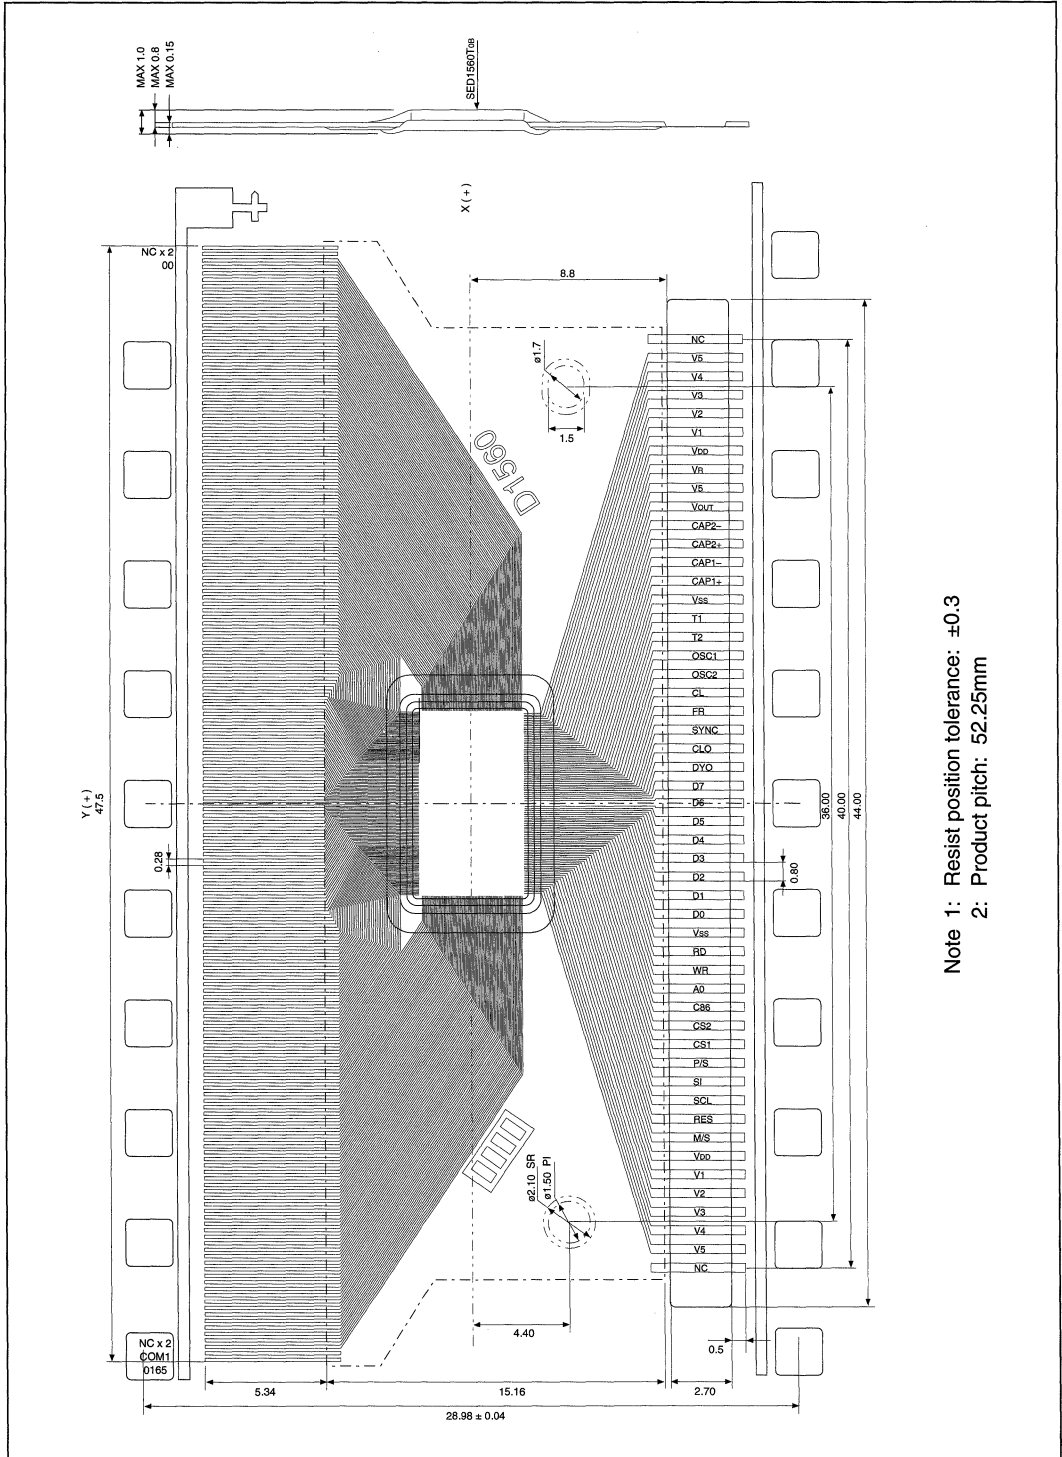 MAX 1.0
MAX 0.8
MAX 0.15
SED1560T0B
X (+)
Y (+)
47.5
NC x 2
00
8.8
ø1.7
1.5
D1560
0.28
NC
V5
V4
V3
V2
V1
VDD
VR
V5
VOUT
CAP2−
CAP2+
CAP1−
CAP1+
VSS
T1
T2
OSC1
OSC2
CL
FR
SYNC
CLO
DYO
D7
D6
D5
D4
D3
D2
D1
D0
VSS
RD
WR
A0
C86
CS2
CS1
P/S
SI
SCL
RES
M/S
VDD
V1
V2
V3
V4
V5
NC
36.00
40.00
44.00
0.80
ø2.10 SR
ø1.50 PI
4.40
0.5
NC x 2
COM1
0165
5.34
15.16
2.70
28.98 ± 0.04
Note 1: Resist position tolerance: ±0.3
2: Product pitch: 52.25mm